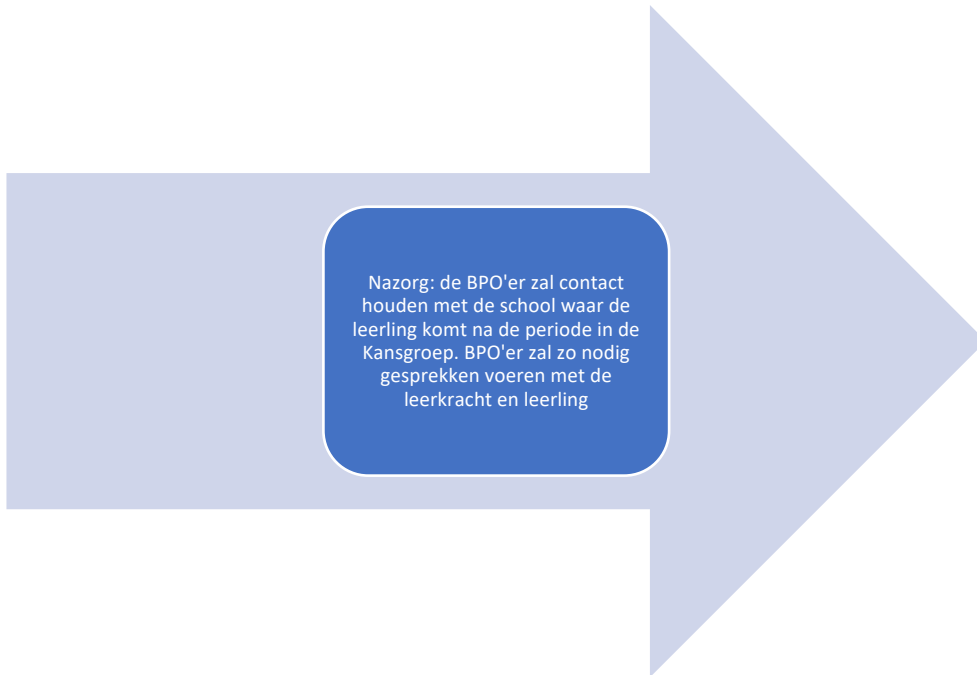 Nazorg: de BPO'er zal contact
houden met de school waar de
leerling komt na de periode in de
Kansgroep. BPO'er zal zo nodig
gesprekken voeren met de
leerkracht en leerling